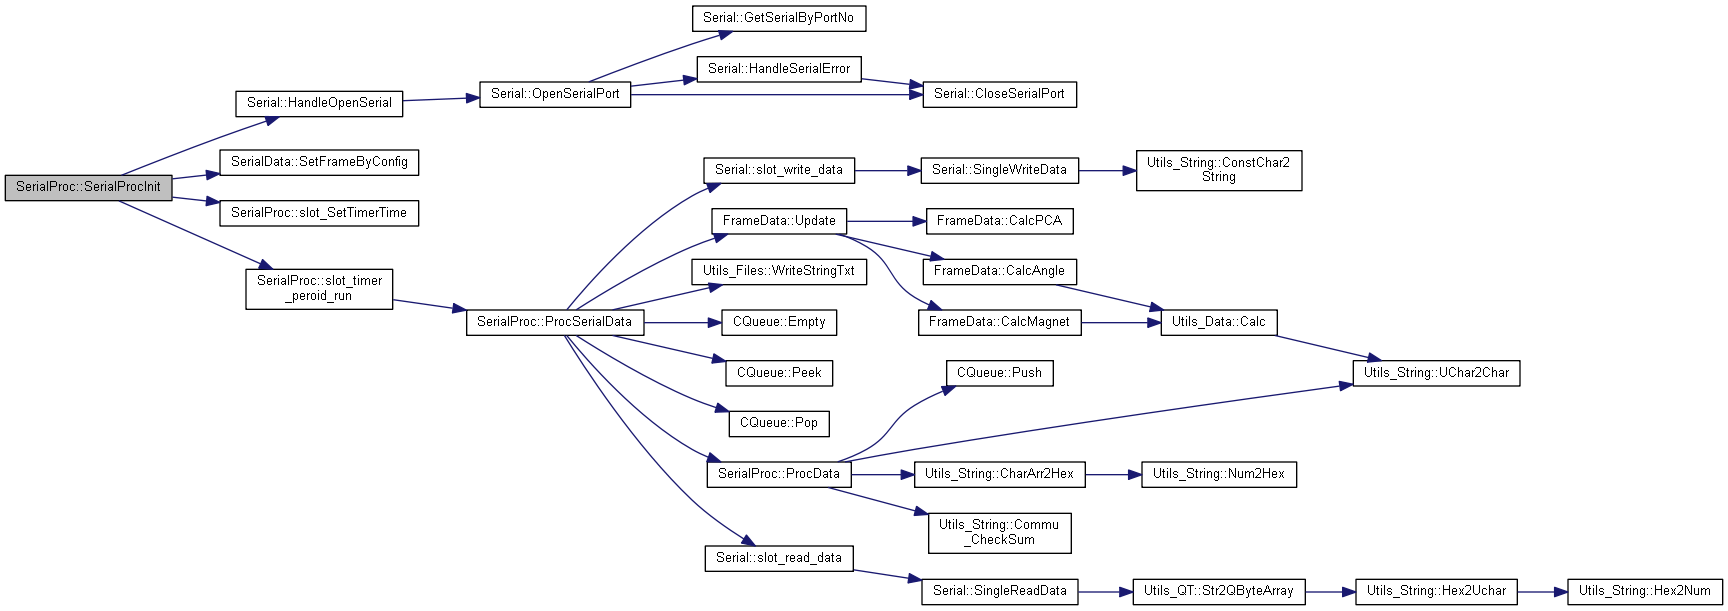 Serial::GetSerialByPortNo
Serial::HandleSerialError
Serial::HandleOpenSerial
Serial::OpenSerialPort
Serial::CloseSerialPort
SerialProc::SerialProcInit
SerialData::SetFrameByConfig
SerialProc::slot_SetTimerTime
SerialProc::slot_timer
_peroid_run
SerialProc::ProcSerialData
Serial::slot_write_data
Serial::SingleWriteData
Utils_String::ConstChar2
String
FrameData::Update
FrameData::CalcPCA
Utils_Files::WriteStringTxt
FrameData::CalcAngle
CQueue::Empty
FrameData::CalcMagnet
Utils_Data::Calc
CQueue::Peek
CQueue::Push
Utils_String::UChar2Char
CQueue::Pop
SerialProc::ProcData
Utils_String::CharArr2Hex
Utils_String::Num2Hex
Utils_String::Commu
_CheckSum
Serial::slot_read_data
Serial::SingleReadData
Utils_QT::Str2QByteArray
Utils_String::Hex2Uchar
Utils_String::Hex2Num